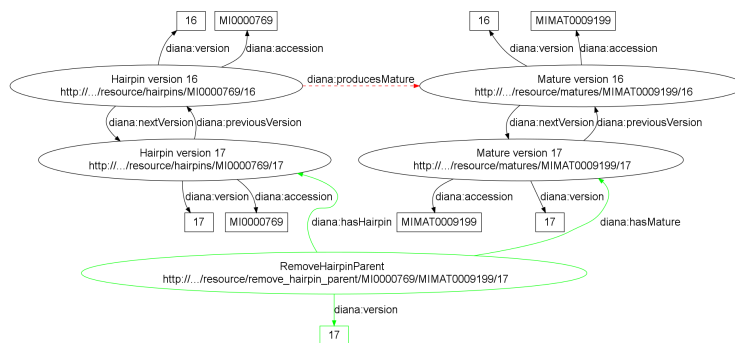 16
MI0000769
16
MIMAT0009199
diana:version
diana:accession
diana:version
diana:accession
Hairpin version 16
http://.../resource/hairpins/MI0000769/16
diana:producesMature
Mature version 16
http://.../resource/matures/MIMAT0009199/16
diana:nextVersion
diana:previousVersion
diana:nextVersion
diana:previousVersion
Hairpin version 17
http://.../resource/hairpins/MI0000769/17
Mature version 17
http://.../resource/matures/MIMAT0009199/17
diana:version
diana:accession
diana:accession
diana:version
17
MI0000769
MIMAT0009199
17
diana:hasHairpin
diana:hasMature
RemoveHairpinParent
http://.../resource/remove_hairpin_parent/MI0000769/MIMAT0009199/17
diana:version
17